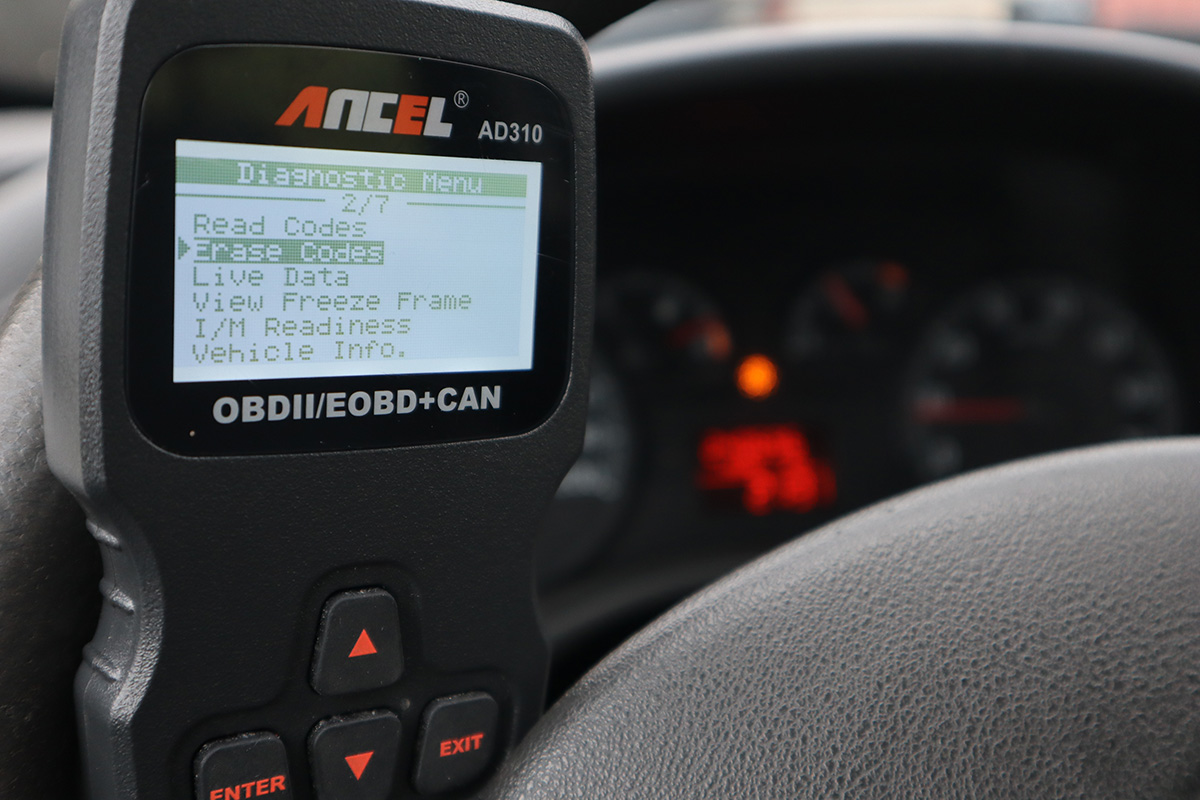 ANCEL®
AD310
Diagnostic Menu
2/7
Read Codes
Erase Codes
Live Data
View Freeze Frame
I/M Readiness
Vehicle Info.
OBDII/EOBD+CAN
EXIT
ENTER